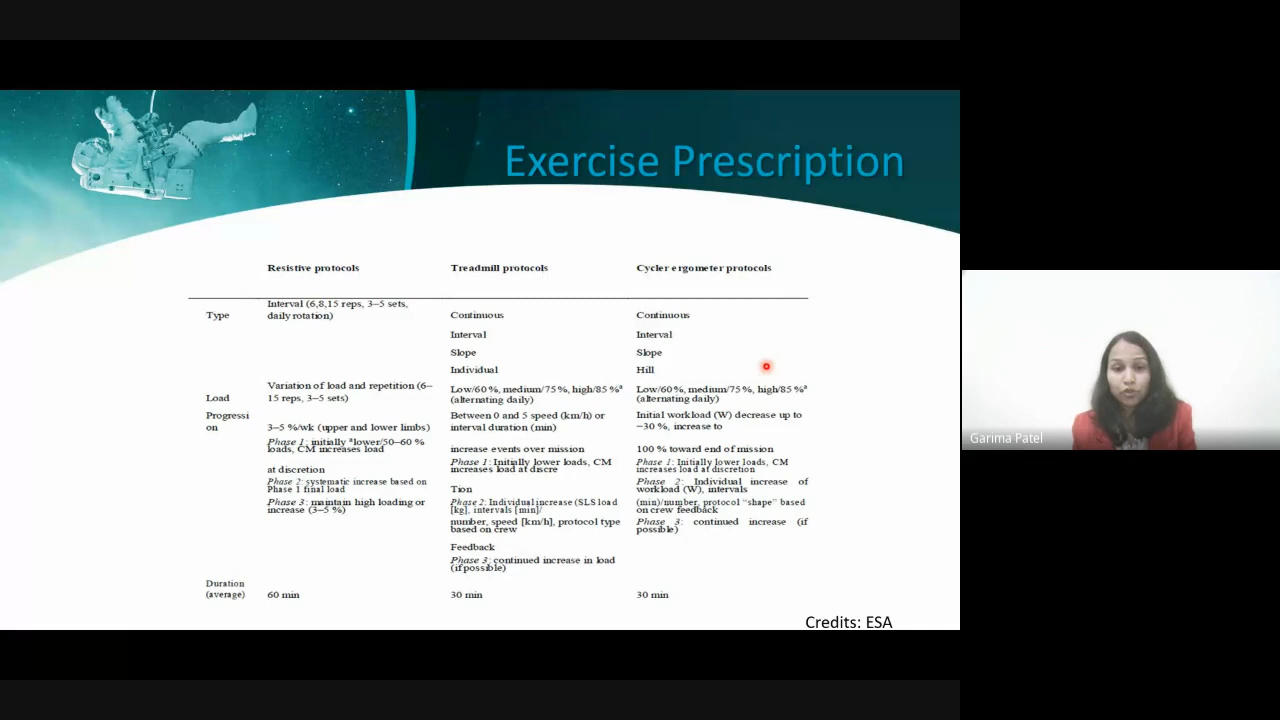 Exercise Prescription
Resistive protocols
Treadmill protocols
Cycler ergometer protocols
Type
Interval (6,8,15 reps, 3–5 sets,
daily rotation)
Continuous
Interval
Slope
Individual
Continuous
Interval
Slope
Hill
Load
Variation of load and repetition (6–
15 reps, 3–5 sets)
Low/60 %, medium/75 %, high/85 %a
(alternating daily)
Low/60 %, medium/75 %, high/85 %a
(alternating daily)
Progressi
on
3–5 %/wk (upper and lower limbs)
Phase 1: initially alower/50–60 %
loads, CM increases load
at discretion
Phase 2: systematic increase based on
Phase 1 final load
Phase 3: maintain high loading or
increase (3–5 %)
Between 0 and 5 speed (km/h) or
interval duration (min)
increase events over mission
Phase 1: Initially lower loads, CM
increases load at discre
Tion
Phase 2: Individual increase (SLS load
[kg], intervals [min]/
number, speed [km/h], protocol type
based on crew
Feedback
Phase 3: continued increase in load
(if possible)
Initial workload (W) decrease up to
~30 %, increase to
100 % toward end of mission
Phase 1: Initially lower loads, CM
increases load at discretion
Phase 2: Individual increase of
workload (W), intervals
(min)/number, protocol "shape" based
on crew feedback
Phase 3: continued increase (if
possible)
Duration
(average)
60 min
30 min
30 min
Credits: ESA
Garima Patel